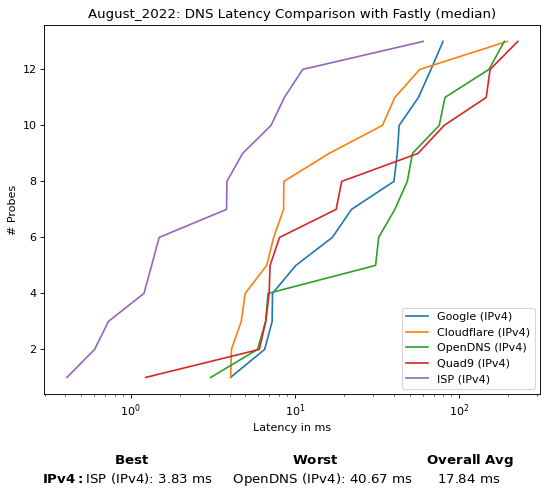 August_2022: DNS Latency Comparison with Fastly (median)
12
10
8
6
4
2
# Probes
Google (IPv4)
Cloudflare (IPv4)
OpenDNS (IPv4)
Quad9 (IPv4)
ISP (IPv4)
10⁰ 10¹ 10²
Latency in ms
Best Worst Overall Avg
IPv4: ISP (IPv4): 3.83 ms OpenDNS (IPv4): 40.67 ms 17.84 ms